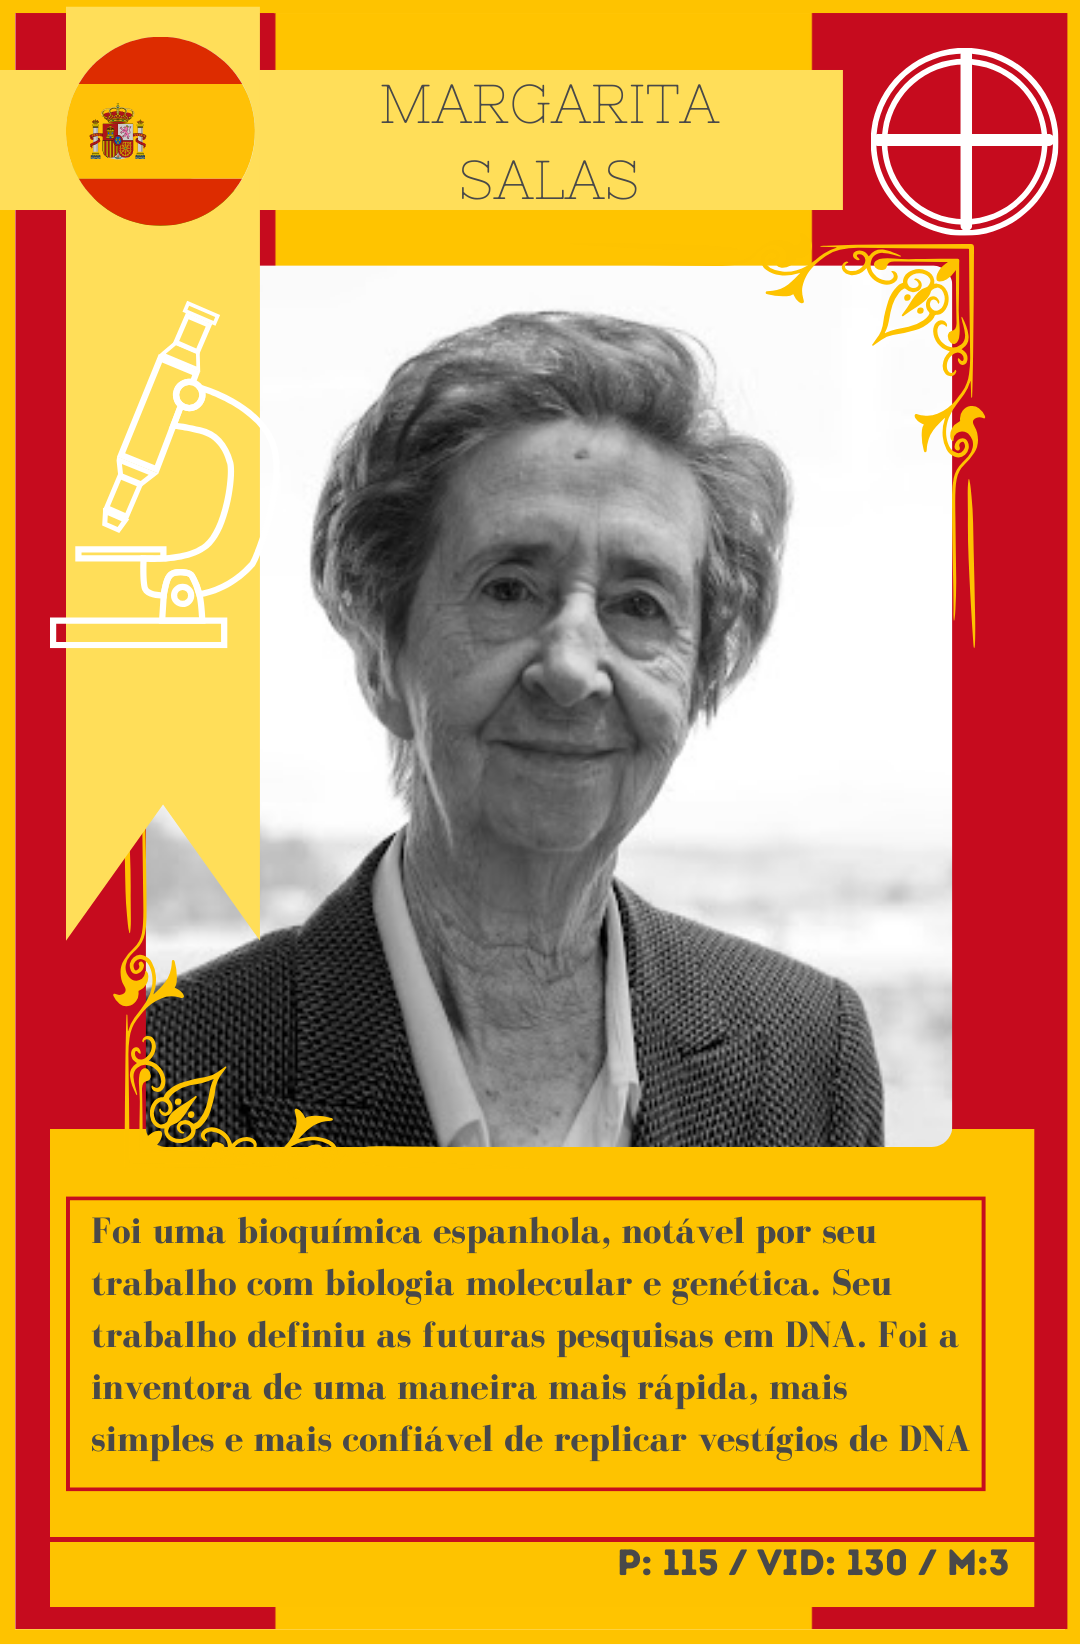 MARGARITA
SALAS
Foi uma bioquímica espanhola, notável por seu
trabalho com biologia molecular e genética. Seu
trabalho definiu as futuras pesquisas em DNA. Foi a
inventora de uma maneira mais rápida, mais
simples e mais confiável de replicar vestígios de DNA
P: 115 / VID: 130 / M:3